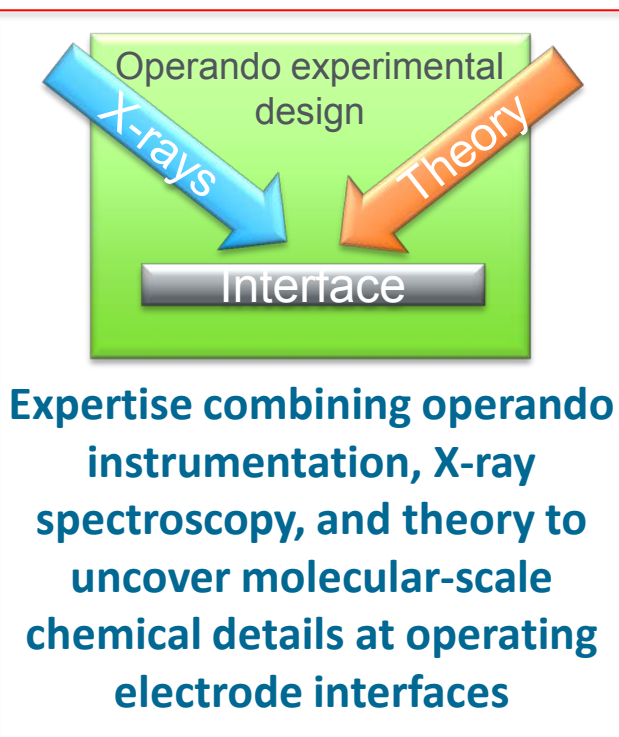 Operando experimental
design
X-rays
Theory
Interface
Expertise combining operando
instrumentation, X-ray
spectroscopy, and theory to
uncover molecular-scale
chemical details at operating
electrode interfaces